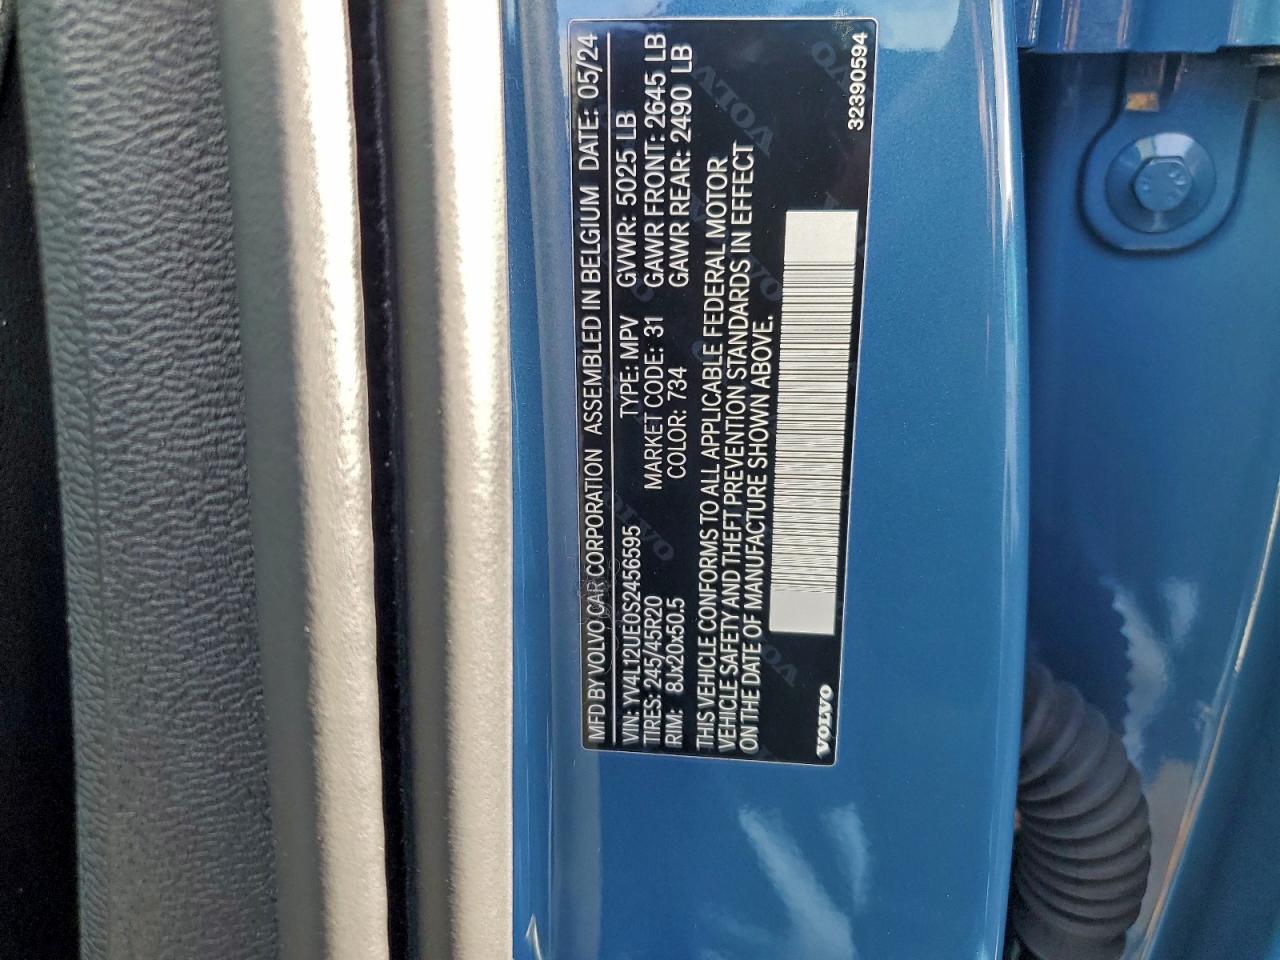 MFD BY VOLVO CAR CORPORATION ASSEMBLED IN BELGIUM DATE: 05/24
VIN: YV4L12UE0S2456595 TYPE: MPV GVWR: 5025 LB
TIRES: 245/45R20 MARKET CODE: 31 GAWR FRONT: 2645 LB
RIM: 8Jx20x50.5 COLOR: 734 GAWR REAR: 2490 LB
THIS VEHICLE CONFORMS TO ALL APPLICABLE FEDERAL MOTOR
VEHICLE SAFETY AND THEFT PREVENTION STANDARDS IN EFFECT
ON THE DATE OF MANUFACTURE SHOWN ABOVE.
VOLVO
32390594